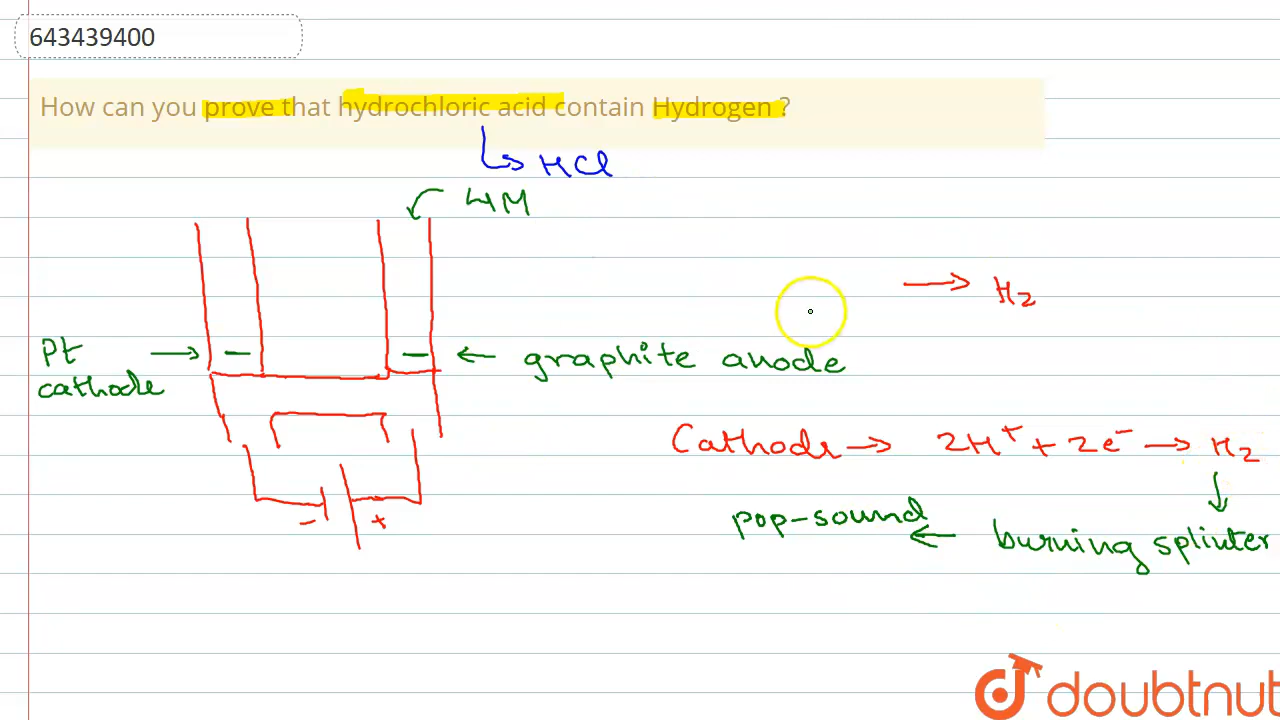 643439400
How can you prove that hydrochloric acid contain Hydrogen ?
HCl
4M
→ H2
Pt cathode →
← graphite anode
Cathode → 2H+ + 2e- → H2
pop-sound ← burning splinter
- +
doubtnut